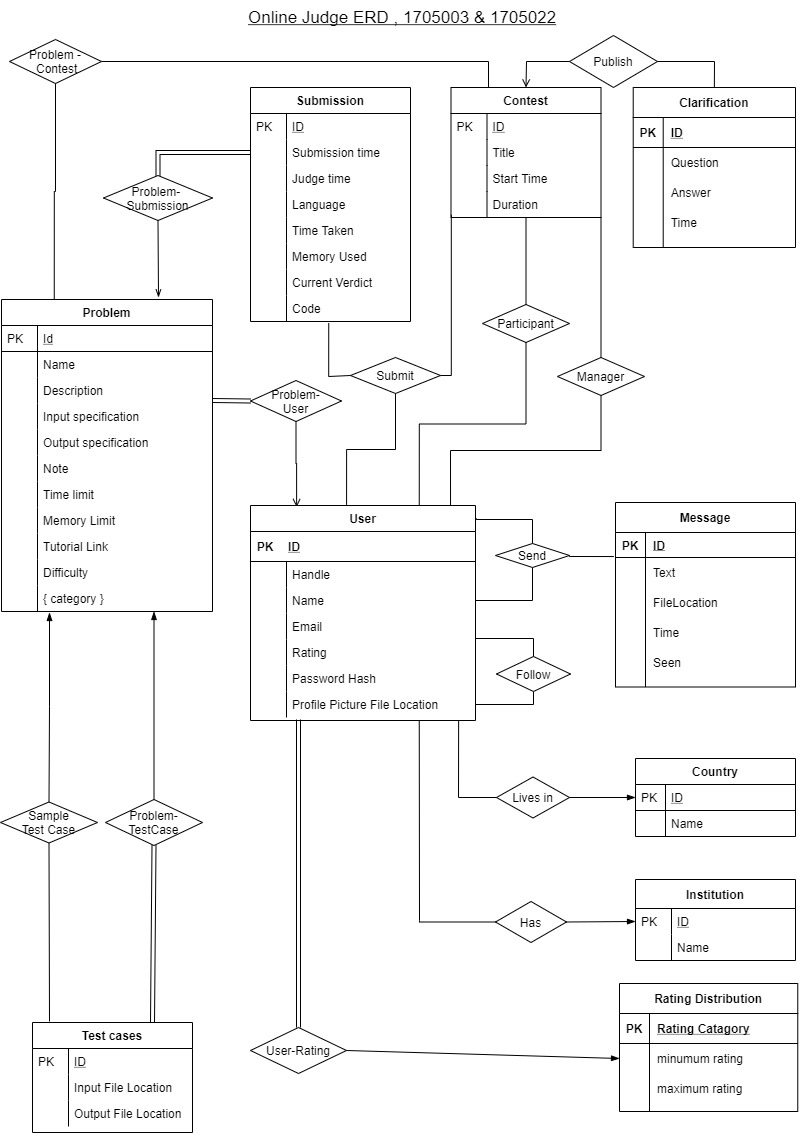 Online Judge ERD , 1705003 & 1705022
Problem -
Contest
Publish
Submission
PK ID
Submission time
Judge time
Language
Time Taken
Memory Used
Current Verdict
Code
Contest
PK ID
Title
Start Time
Duration
Clarification
PK ID
Question
Answer
Time
Problem-
Submission
Problem
PK Id
Name
Description
Input specification
Output specification
Note
Time limit
Memory Limit
Tutorial Link
Difficulty
{ category }
Participant
Submit
Manager
Problem-
User
User
PK ID
Handle
Name
Email
Rating
Password Hash
Profile Picture File Location
Send
Follow
Message
PK ID
Text
FileLocation
Time
Seen
Lives in
Country
PK ID
Name
Sample
Test Case
Problem-
TestCase
Has
Institution
PK ID
Name
User-Rating
Rating Distribution
PK Rating Catagory
minumum rating
maximum rating
Test cases
PK ID
Input File Location
Output File Location